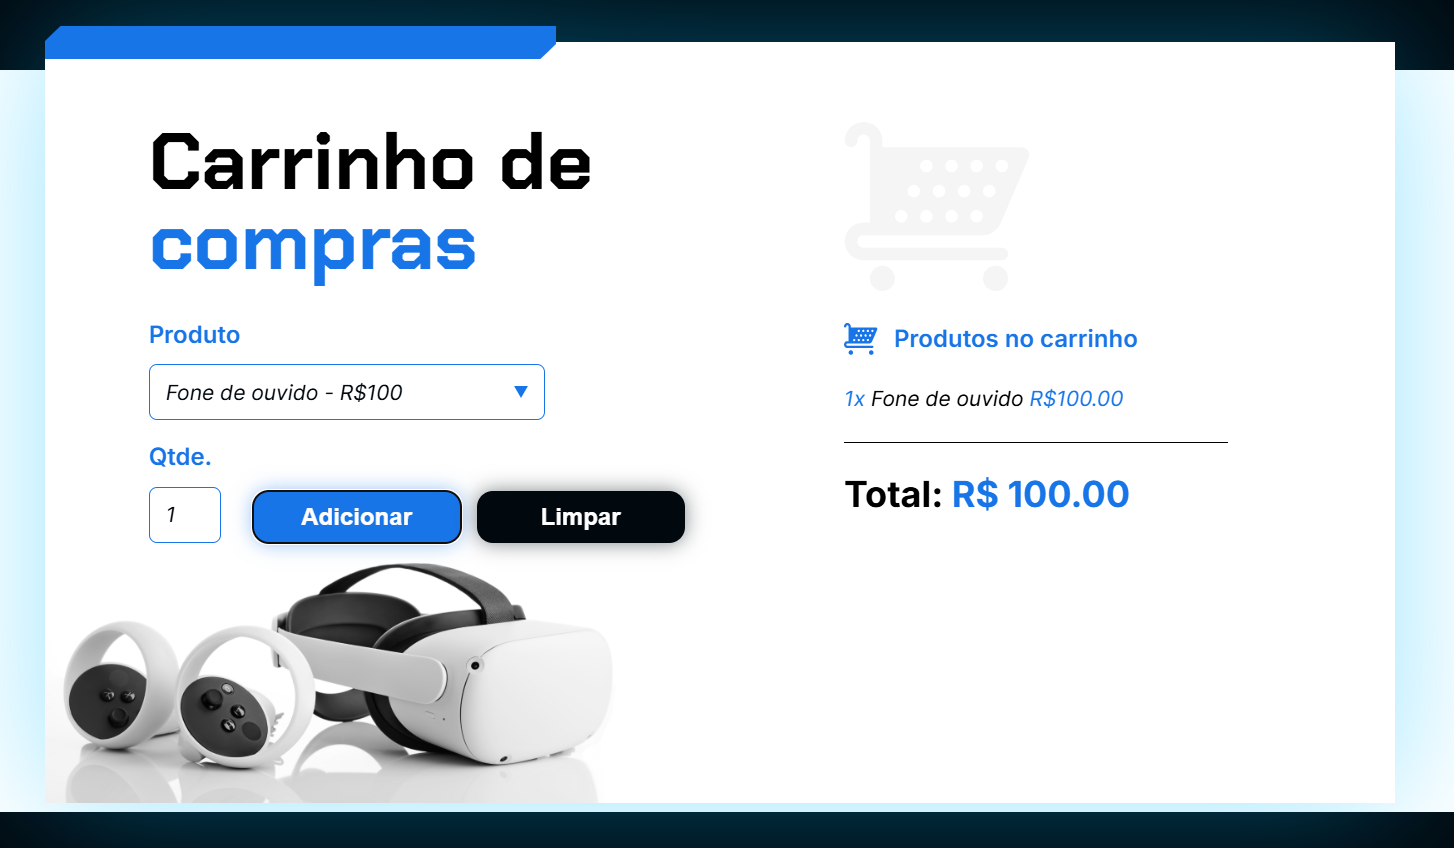 Carrinho de
compras
Produto
Fone de ouvido - R$100
Qtde.
1
Adicionar
Limpar
Produtos no carrinho
1x Fone de ouvido R$100.00
Total: R$ 100.00